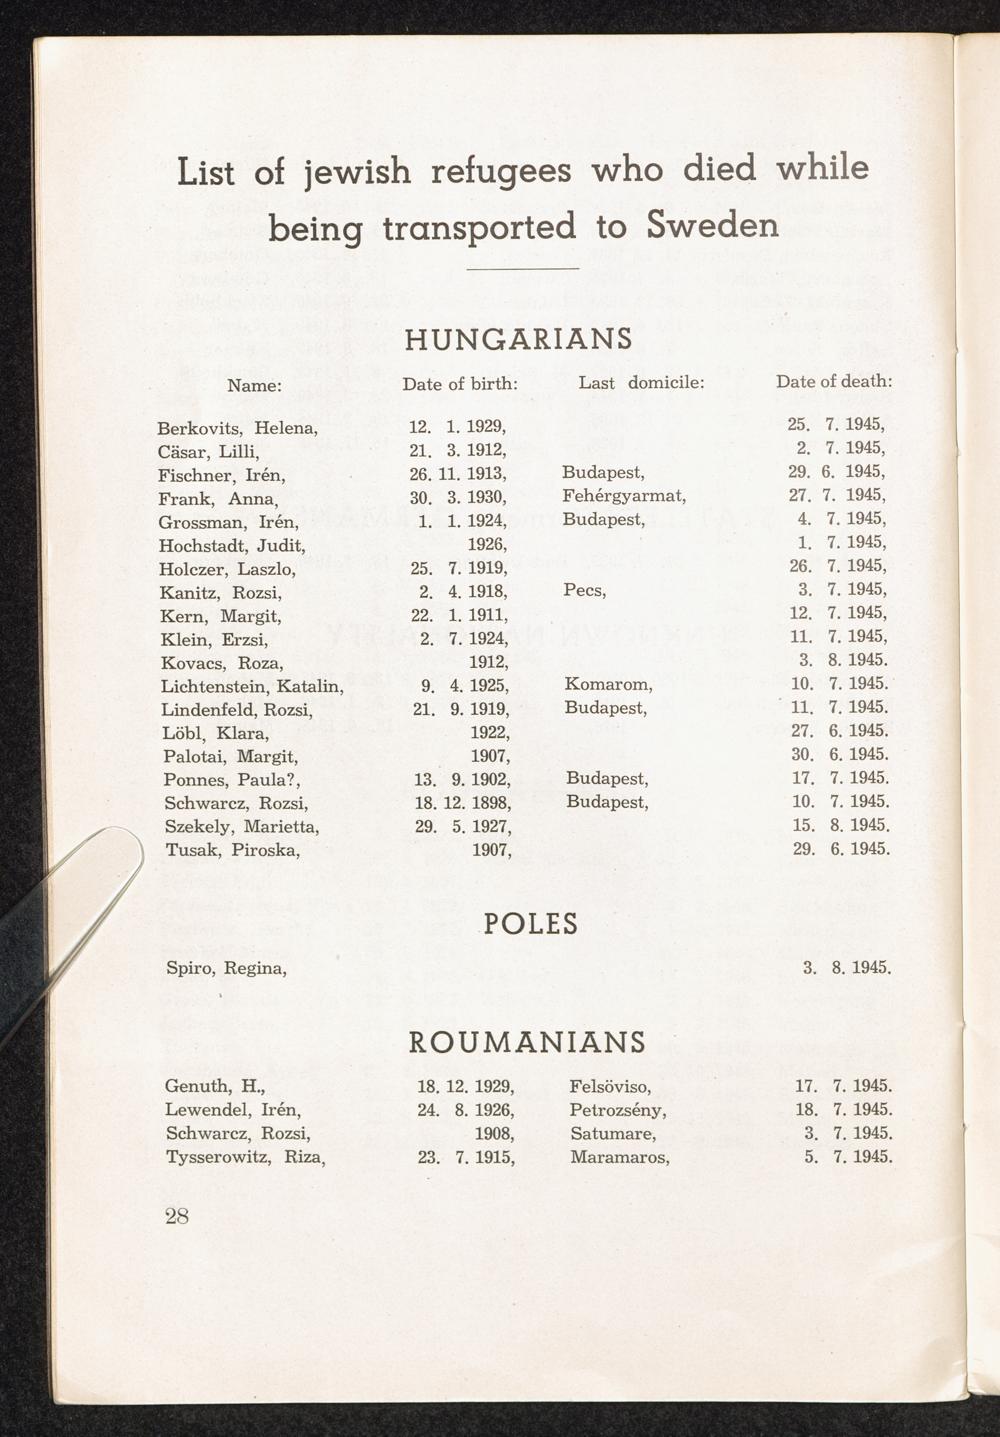 List of jewish refugees who died while
being transported to Sweden
HUNGARIANS
Name: Date of birth: Last domicile: Date of death:
Berkovits, Helena, 12. 1. 1929, 25. 7. 1945,
Cäsar, Lilli, 21. 3. 1912, 2. 7. 1945,
Fischner, Irén, 26. 11. 1913, Budapest, 29. 6. 1945,
Frank, Anna, 30. 3. 1930, Fehérgyarmat, 27. 7. 1945,
Grossman, Irén, 1. 1. 1924, Budapest, 4. 7. 1945,
Hochstadt, Judit, 1926, 1. 7. 1945,
Holczer, Laszlo, 25. 7. 1919, 26. 7. 1945,
Kanitz, Rozsi, 2. 4. 1918, Pecs, 3. 7. 1945,
Kern, Margit, 22. 1. 1911, 12. 7. 1945,
Klein, Erzsi, 2. 7. 1924, 11. 7. 1945,
Kovacs, Roza, 1912, 3. 8. 1945.
Lichtenstein, Katalin, 9. 4. 1925, Komarom, 10. 7. 1945.
Lindenfeld, Rozsi, 21. 9. 1919, Budapest, 11. 7. 1945.
Löbl, Klara, 1922, 27. 6. 1945.
Palotai, Margit, 1907, 30. 6. 1945.
Ponnes, Paula?, 13. 9. 1902, Budapest, 17. 7. 1945.
Schwarcz, Rozsi, 18. 12. 1898, Budapest, 10. 7. 1945.
Szekely, Marietta, 29. 5. 1927, 15. 8. 1945.
Tusak, Piroska, 1907, 29. 6. 1945.
POLES
Spiro, Regina, 3. 8. 1945.
ROUMANIANS
Genuth, H., 18. 12. 1929, Felsöviso, 17. 7. 1945.
Lewendel, Irén, 24. 8. 1926, Petrozsény, 18. 7. 1945.
Schwarcz, Rozsi, 1908, Satumare, 3. 7. 1945.
Tysserowitz, Riza, 23. 7. 1915, Maramaros, 5. 7. 1945.
28